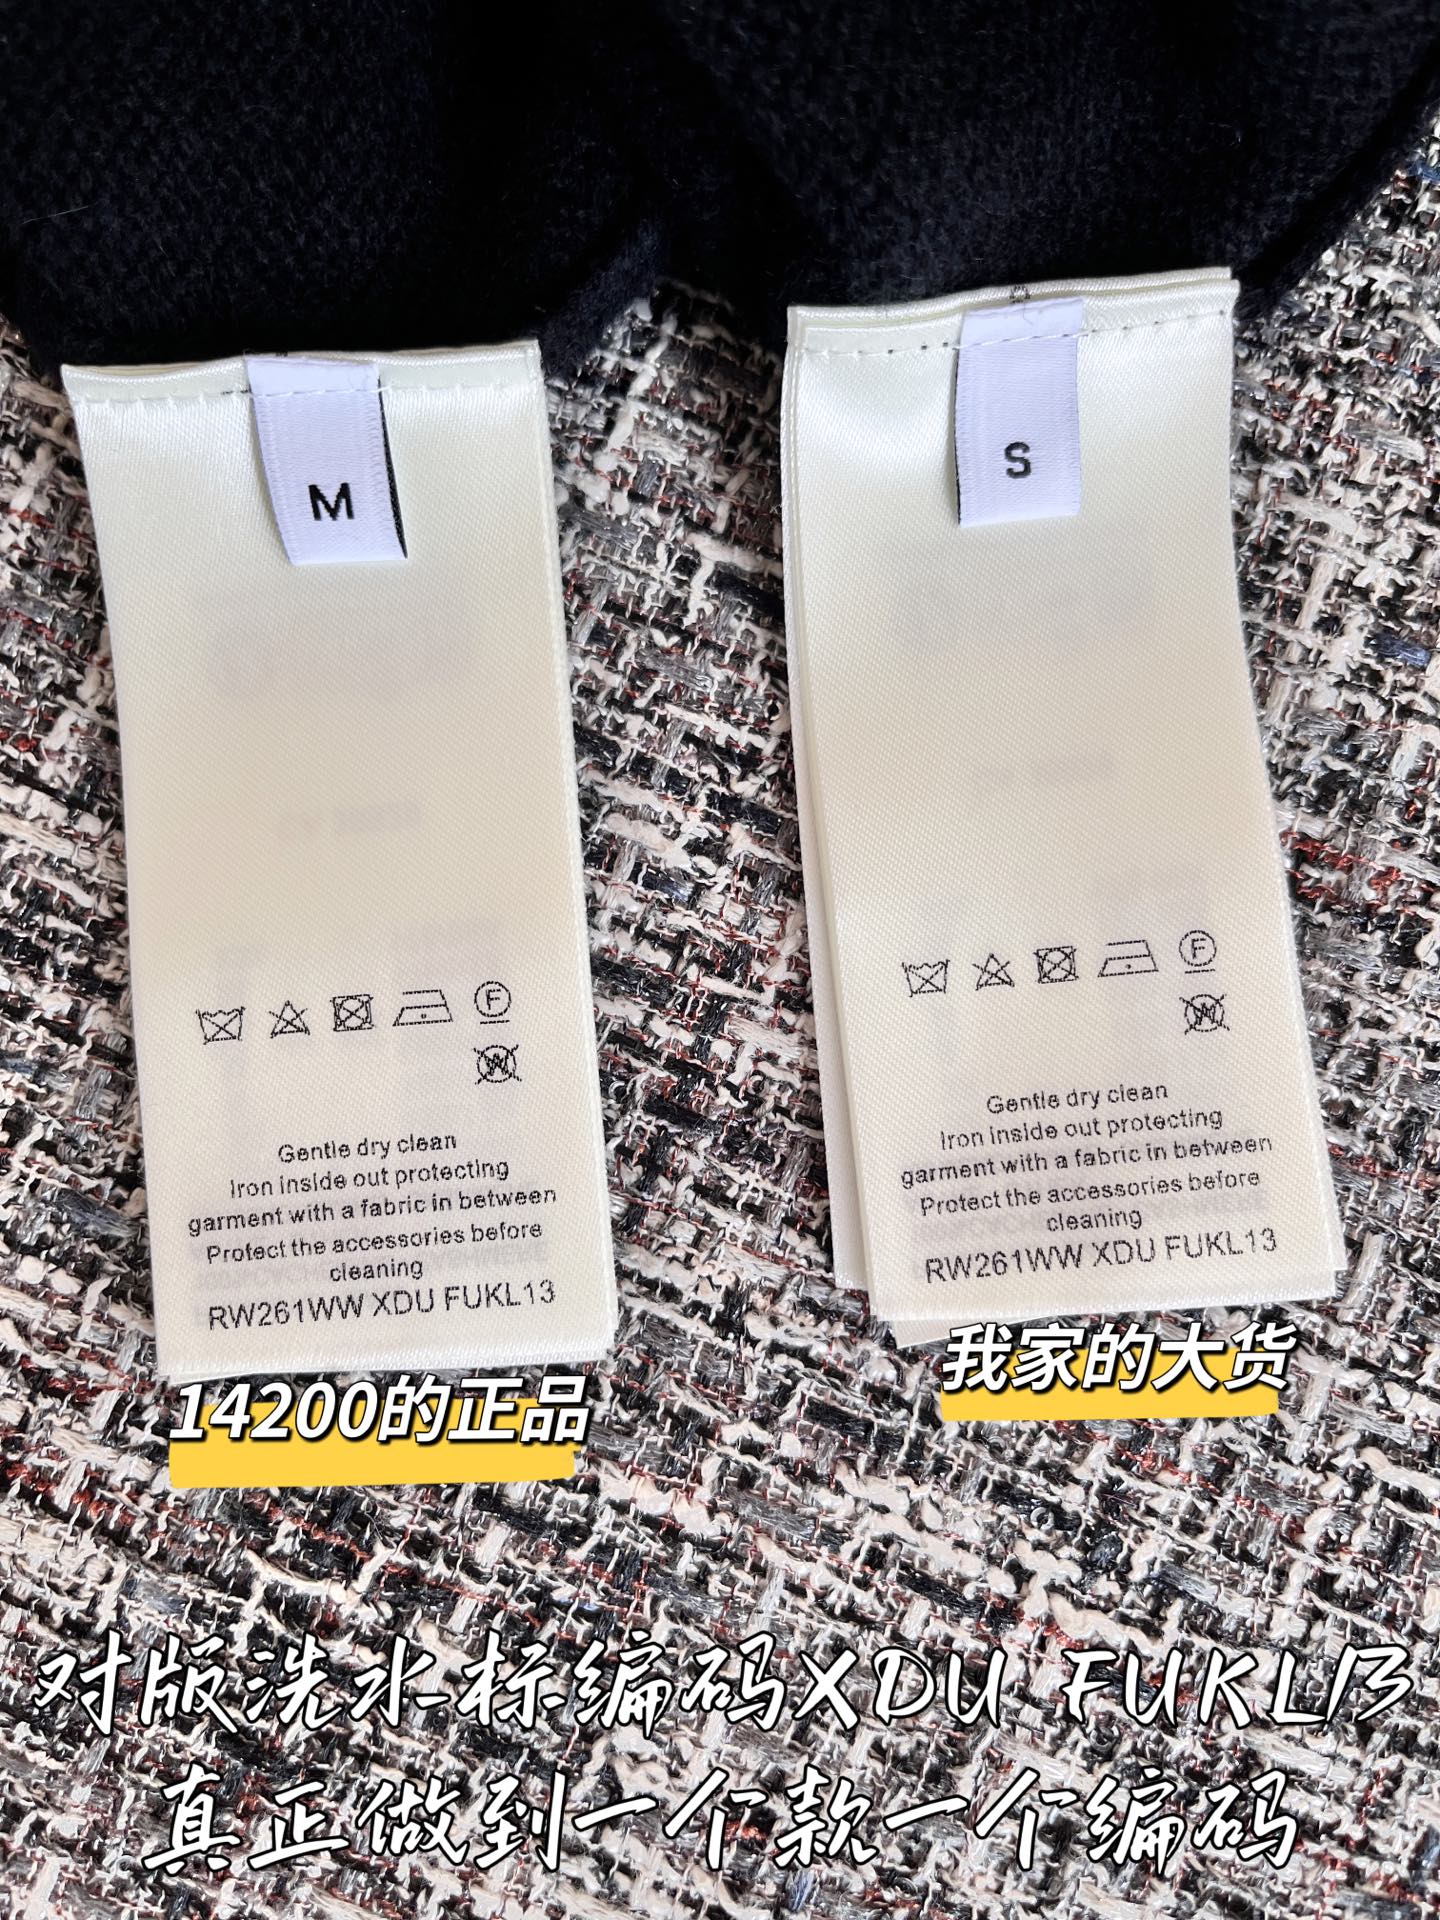 M
Gentle dry clean
Iron inside out protecting
garment with a fabric in between
Protect the accessories before
cleaning
RW261WW XDU FUKL13
14200的正品
S
Gentle dry clean
Iron inside out protecting
garment with a fabric in between
Protect the accessories before
cleaning
RW261WW XDU FUKL13
我家的大货
对版洗水标编码XDU FUKL13
真正做到一个款一个编码